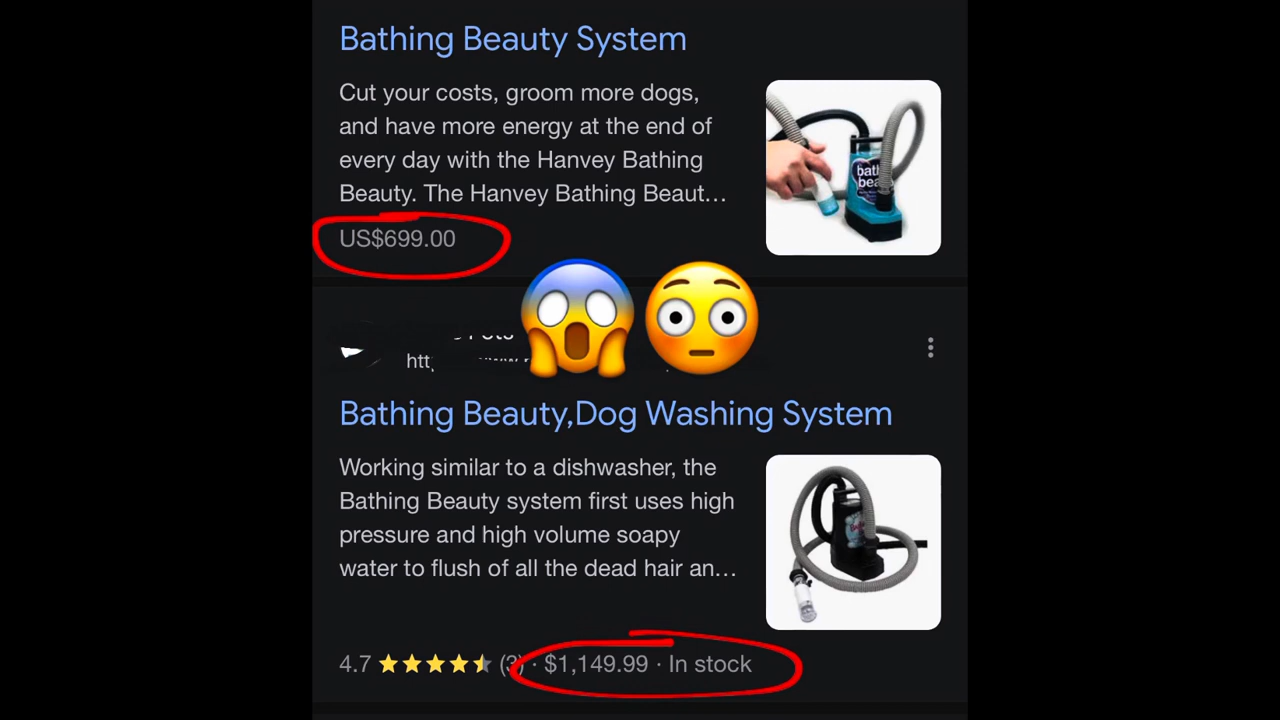 Bathing Beauty System
Cut your costs, groom more dogs,
and have more energy at the end of
every day with the Hanvey Bathing
Beauty. The Hanvey Bathing Beaut…
US$699.00
htt
Bathing Beauty,Dog Washing System
Working similar to a dishwasher, the
Bathing Beauty system first uses high
pressure and high volume soapy
water to flush of all the dead hair an…
4.7 (3) · $1,149.99 · In stock